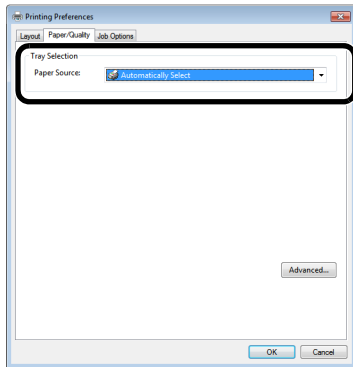 Printing Preferences
Layout Paper/Quality Job Options
Tray Selection
Paper Source: Automatically Select
Advanced...
OK Cancel